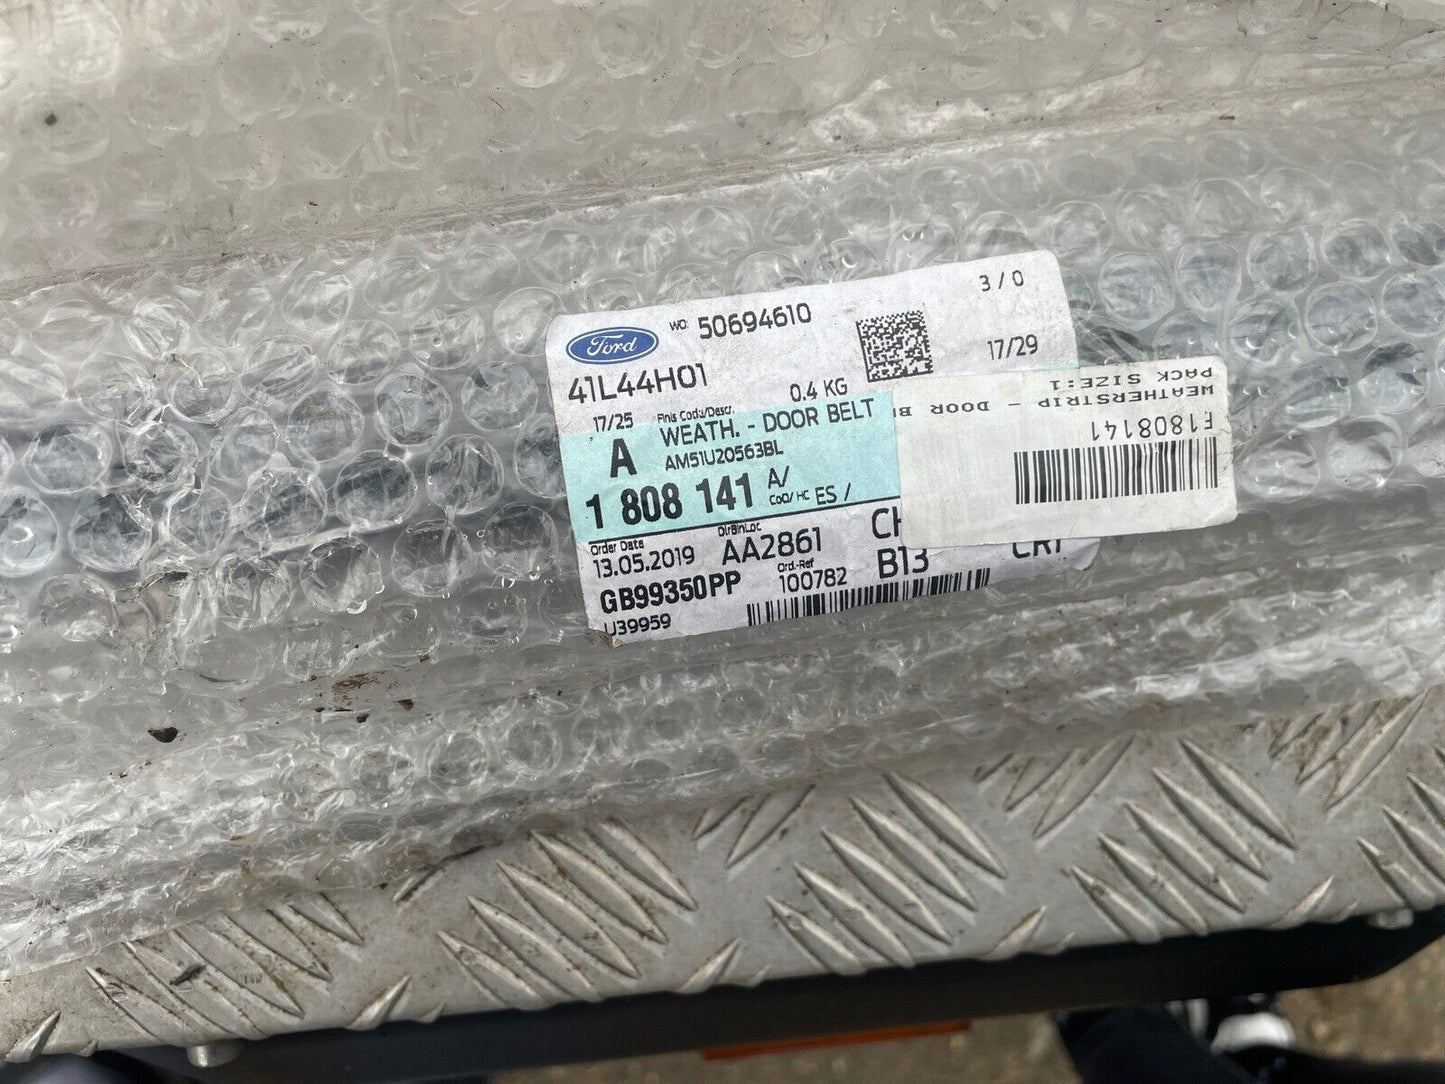 Ford
WO: 50694610
3 / 0
41L44H01
0.4 KG
17/29
17/25
Finis Code/Descr.
A
WEATH. - DOOR BELT
AM51U20563BL
1 808 141
A/
CoO/HC ES /
Order Date
DirBinLoc
13.05.2019
AA2861
CH
GB99350PP
Ord.-Ref
100782
B13
U39959
F1808141
WEATHERSTRIP - DOOR B
PACK SIZE:1